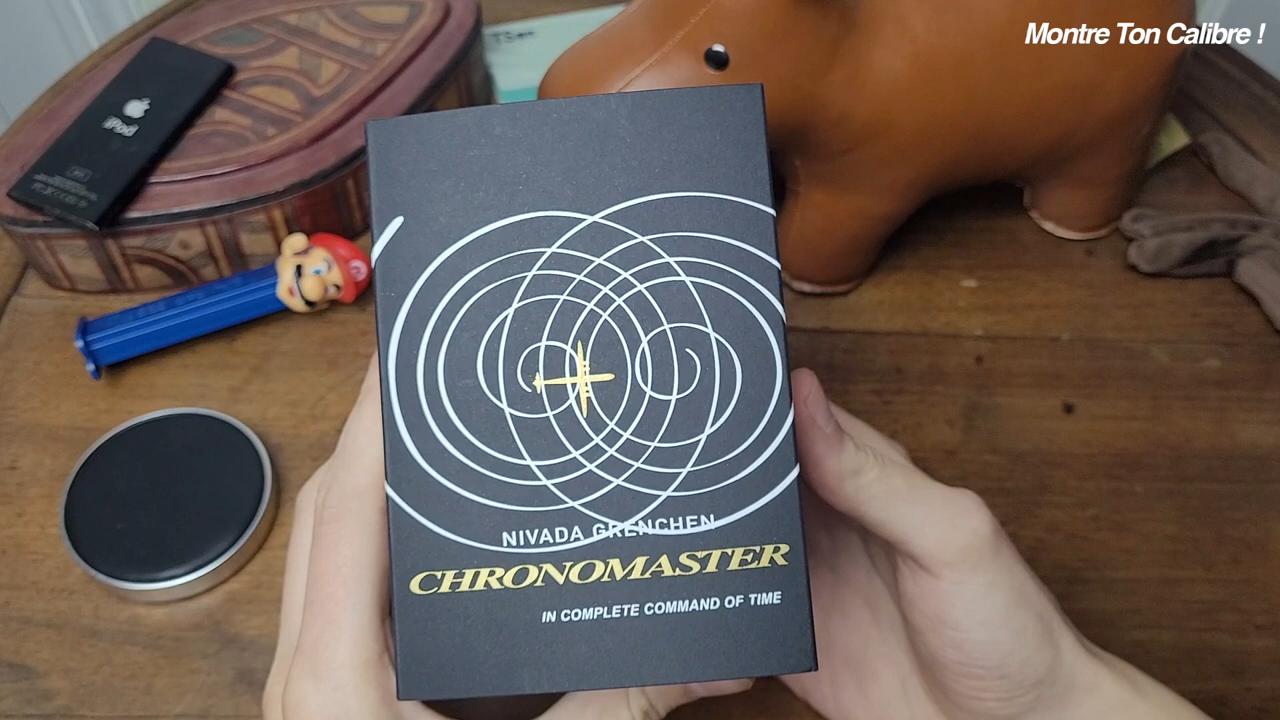 Montre Ton Calibre !
iPod
NIVADA GRENCHEN
CHRONOMASTER
IN COMPLETE COMMAND OF TIME